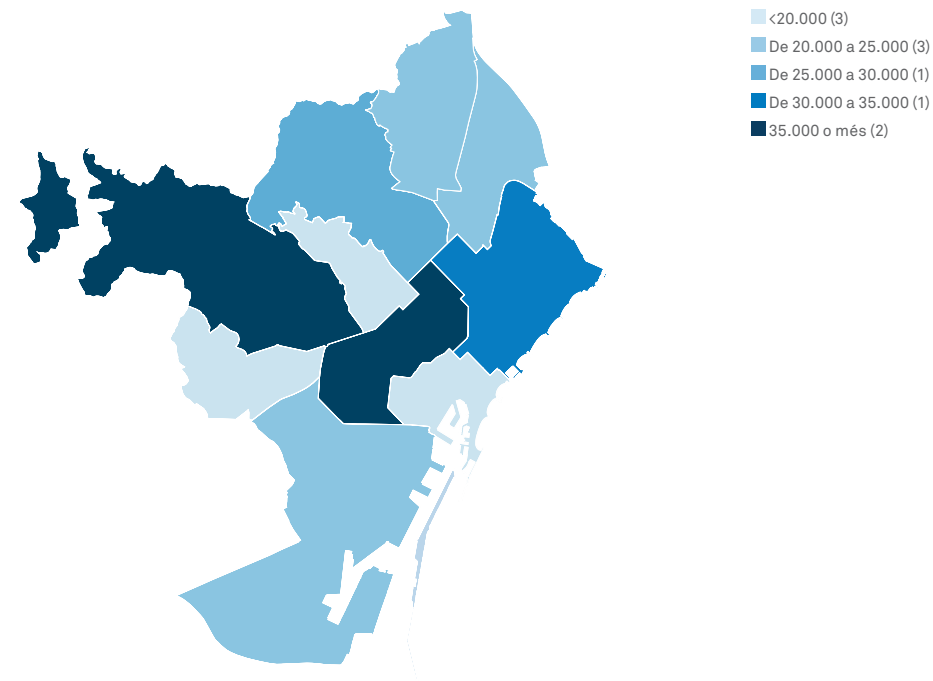 <20.000 (3)
De 20.000 a 25.000 (3)
De 25.000 a 30.000 (1)
De 30.000 a 35.000 (1)
35.000 o més (2)